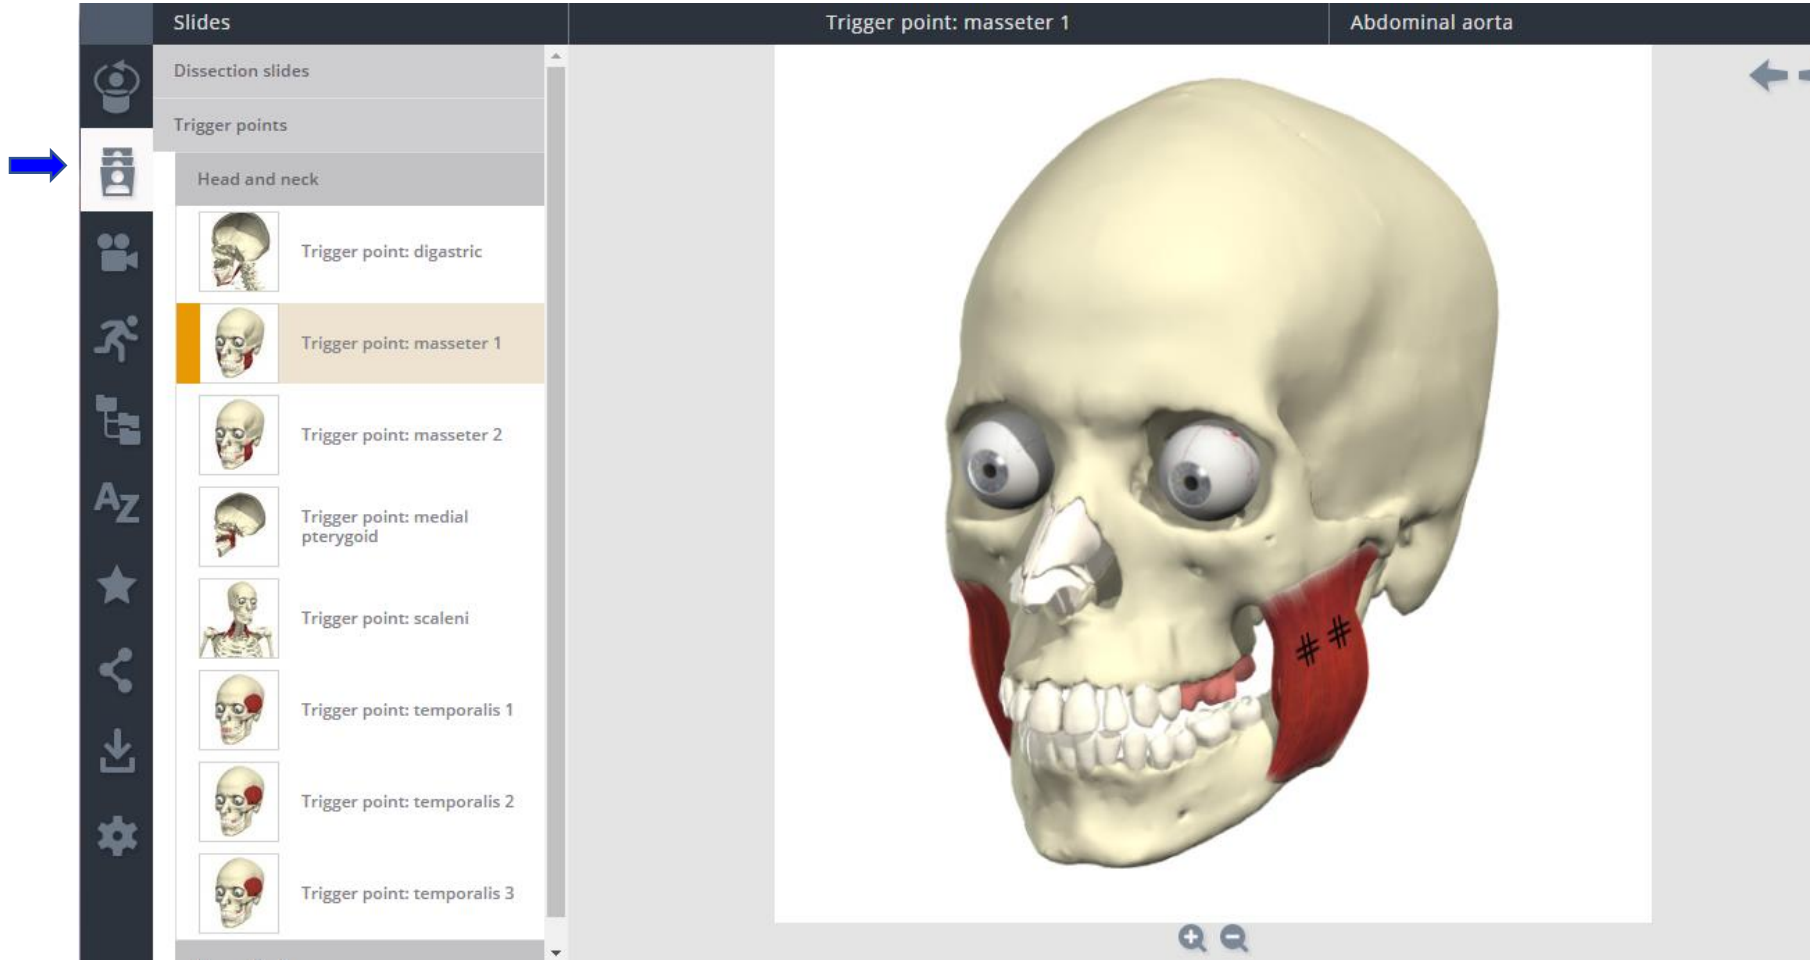 Slides
Trigger point: masseter 1
Abdominal aorta
Dissection slides
Trigger points
Head and neck
Trigger point: digastric
Trigger point: masseter 1
Trigger point: masseter 2
Trigger point: medial
pterygoid
Trigger point: scaleni
Trigger point: temporalis 1
Trigger point: temporalis 2
Trigger point: temporalis 3
AZ
# #